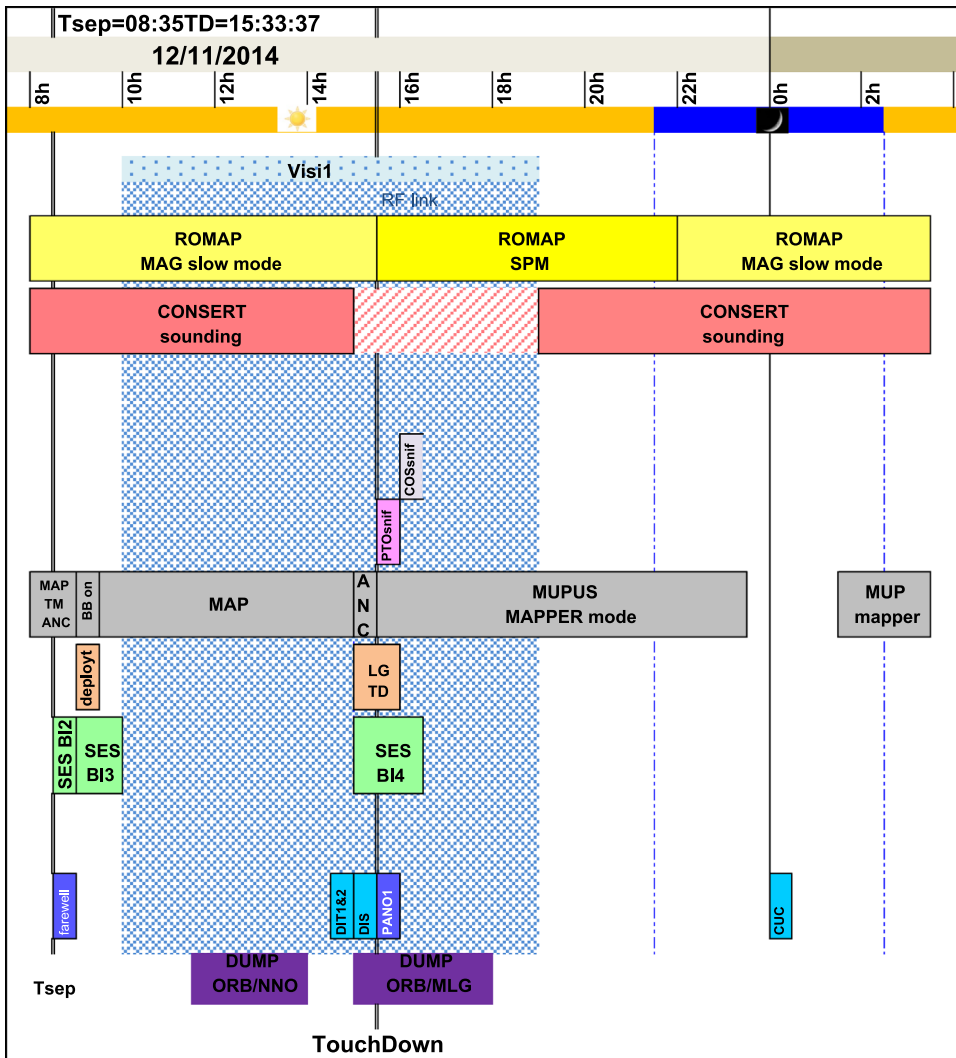 Tsep=08:35TD=15:33:37
12/11/2014
8h
10h
12h
14h
16h
18h
20h
22h
0h
2h
Visi1
RF link
ROMAP
MAG slow mode
ROMAP
SPM
ROMAP
MAG slow mode
CONSERT
sounding
CONSERT
sounding
COSsnif
PTOsnif
MAP
TM
ANC
BB on
MAP
A
N
C
MUPUS
MAPPER mode
MUP
mapper
deployt
LG
TD
SES BI2
SES
BI3
SES
BI4
farewell
DIT1&2
DIS
PANO1
CUC
DUMP
ORB/NNO
DUMP
ORB/MLG
Tsep
TouchDown